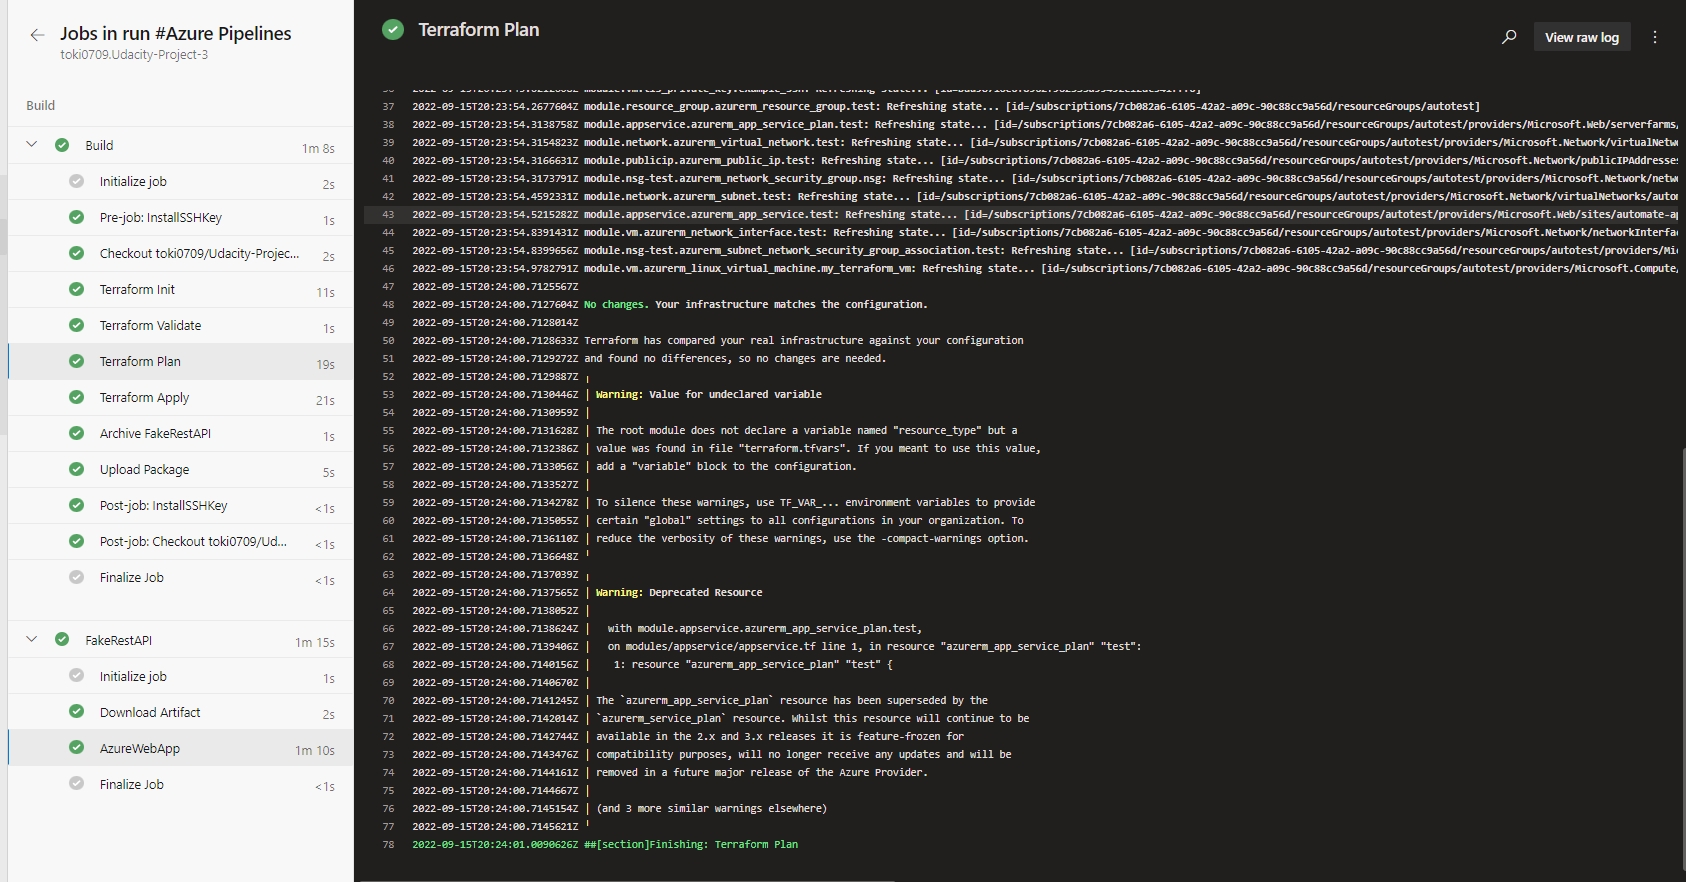 Jobs in run #Azure Pipelines
toki0709.Udacity-Project-3
Build
Build 1m 8s
Initialize job 2s
Pre-job: InstallSSHKey 1s
Checkout toki0709/Udacity-Projec... 2s
Terraform Init 11s
Terraform Validate 1s
Terraform Plan 19s
Terraform Apply 21s
Archive FakeRestAPI 1s
Upload Package 5s
Post-job: InstallSSHKey <1s
Post-job: Checkout toki0709/Ud... <1s
Finalize Job <1s
FakeRestAPI 1m 15s
Initialize job 1s
Download Artifact 2s
AzureWebApp 1m 10s
Finalize Job <1s
Terraform Plan
View raw log
37 2022-09-15T20:23:54.2677604Z module.resource_group.azurerm_resource_group.test: Refreshing state... [id=/subscriptions/7cb082a6-6105-42a2-a09c-90c88cc9a56d/resourceGroups/autotest]
38 2022-09-15T20:23:54.3138758Z module.appservice.azurerm_app_service_plan.test: Refreshing state... [id=/subscriptions/7cb082a6-6105-42a2-a09c-90c88cc9a56d/resourceGroups/autotest/providers/Microsoft.Web/serverfarms/
39 2022-09-15T20:23:54.3154823Z module.network.azurerm_virtual_network.test: Refreshing state... [id=/subscriptions/7cb082a6-6105-42a2-a09c-90c88cc9a56d/resourceGroups/autotest/providers/Microsoft.Network/virtualNetw
40 2022-09-15T20:23:54.3166631Z module.publicip.azurerm_public_ip.test: Refreshing state... [id=/subscriptions/7cb082a6-6105-42a2-a09c-90c88cc9a56d/resourceGroups/autotest/providers/Microsoft.Network/publicIPAddresse
41 2022-09-15T20:23:54.3173791Z module.nsg-test.azurerm_network_security_group.nsg: Refreshing state... [id=/subscriptions/7cb082a6-6105-42a2-a09c-90c88cc9a56d/resourceGroups/autotest/providers/Microsoft.Network/netw
42 2022-09-15T20:23:54.4592331Z module.network.azurerm_subnet.test: Refreshing state... [id=/subscriptions/7cb082a6-6105-42a2-a09c-90c88cc9a56d/resourceGroups/autotest/providers/Microsoft.Network/virtualNetworks/auto
43 2022-09-15T20:23:54.5215282Z module.appservice.azurerm_app_service.test: Refreshing state... [id=/subscriptions/7cb082a6-6105-42a2-a09c-90c88cc9a56d/resourceGroups/autotest/providers/Microsoft.Web/sites/automate-ap
44 2022-09-15T20:23:54.8391431Z module.vm.azurerm_network_interface.test: Refreshing state... [id=/subscriptions/7cb082a6-6105-42a2-a09c-90c88cc9a56d/resourceGroups/autotest/providers/Microsoft.Network/networkInterfac
45 2022-09-15T20:23:54.8399656Z module.nsg-test.azurerm_subnet_network_security_group_association.test: Refreshing state... [id=/subscriptions/7cb082a6-6105-42a2-a09c-90c88cc9a56d/resourceGroups/autotest/providers/Mic
46 2022-09-15T20:23:54.9782791Z module.vm.azurerm_linux_virtual_machine.my_terraform_vm: Refreshing state... [id=/subscriptions/7cb082a6-6105-42a2-a09c-90c88cc9a56d/resourceGroups/autotest/providers/Microsoft.Compute/
47 2022-09-15T20:24:00.7125567Z
48 2022-09-15T20:24:00.7127604Z No changes. Your infrastructure matches the configuration.
49 2022-09-15T20:24:00.7128014Z
50 2022-09-15T20:24:00.7128633Z Terraform has compared your real infrastructure against your configuration
51 2022-09-15T20:24:00.7129272Z and found no differences, so no changes are needed.
52 2022-09-15T20:24:00.7129887Z ╷
53 2022-09-15T20:24:00.7130446Z │ Warning: Value for undeclared variable
54 2022-09-15T20:24:00.7130959Z │
55 2022-09-15T20:24:00.7131628Z │ The root module does not declare a variable named "resource_type" but a
56 2022-09-15T20:24:00.7132386Z │ value was found in file "terraform.tfvars". If you meant to use this value,
57 2022-09-15T20:24:00.7133056Z │ add a "variable" block to the configuration.
58 2022-09-15T20:24:00.7133527Z │
59 2022-09-15T20:24:00.7134278Z │ To silence these warnings, use TF_VAR_... environment variables to provide
60 2022-09-15T20:24:00.7135055Z │ certain "global" settings to all configurations in your organization. To
61 2022-09-15T20:24:00.7136110Z │ reduce the verbosity of these warnings, use the -compact-warnings option.
62 2022-09-15T20:24:00.7136648Z ╵
63 2022-09-15T20:24:00.7137039Z ╷
64 2022-09-15T20:24:00.7137565Z │ Warning: Deprecated Resource
65 2022-09-15T20:24:00.7138052Z │
66 2022-09-15T20:24:00.7138624Z │   with module.appservice.azurerm_app_service_plan.test,
67 2022-09-15T20:24:00.7139406Z │   on modules/appservice/appservice.tf line 1, in resource "azurerm_app_service_plan" "test":
68 2022-09-15T20:24:00.7140156Z │    1: resource "azurerm_app_service_plan" "test" {
69 2022-09-15T20:24:00.7140670Z │
70 2022-09-15T20:24:00.7141245Z │ The `azurerm_app_service_plan` resource has been superseded by the
71 2022-09-15T20:24:00.7142014Z │ `azurerm_service_plan` resource. Whilst this resource will continue to be
72 2022-09-15T20:24:00.7142744Z │ available in the 2.x and 3.x releases it is feature-frozen for
73 2022-09-15T20:24:00.7143476Z │ compatibility purposes, will no longer receive any updates and will be
74 2022-09-15T20:24:00.7144161Z │ removed in a future major release of the Azure Provider.
75 2022-09-15T20:24:00.7144667Z │
76 2022-09-15T20:24:00.7145154Z │ (and 3 more similar warnings elsewhere)
77 2022-09-15T20:24:00.7145621Z ╵
78 2022-09-15T20:24:01.0090626Z ##[section]Finishing: Terraform Plan